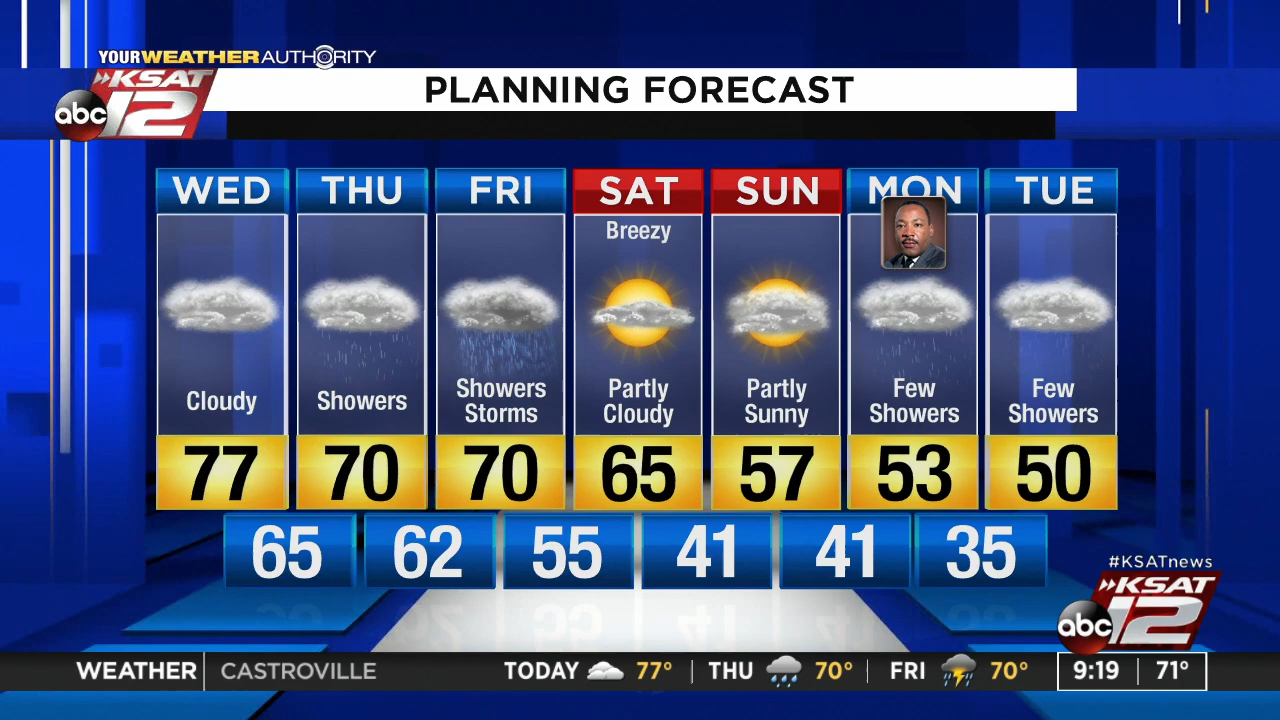 YOURWEATHERAUTHORITY
KSAT
abc 12
PLANNING FORECAST
WED THU FRI SAT SUN MON TUE
Breezy
Cloudy
Showers
Showers
Storms
Partly
Cloudy
Partly
Sunny
Few
Showers
Few
Showers
77 70 70 65 57 53 50
65 62 55 41 41 35
#KSATnews
KSAT
abc 12
WEATHER CASTROVILLE TODAY 77° THU 70° FRI 70° 9:19 71°